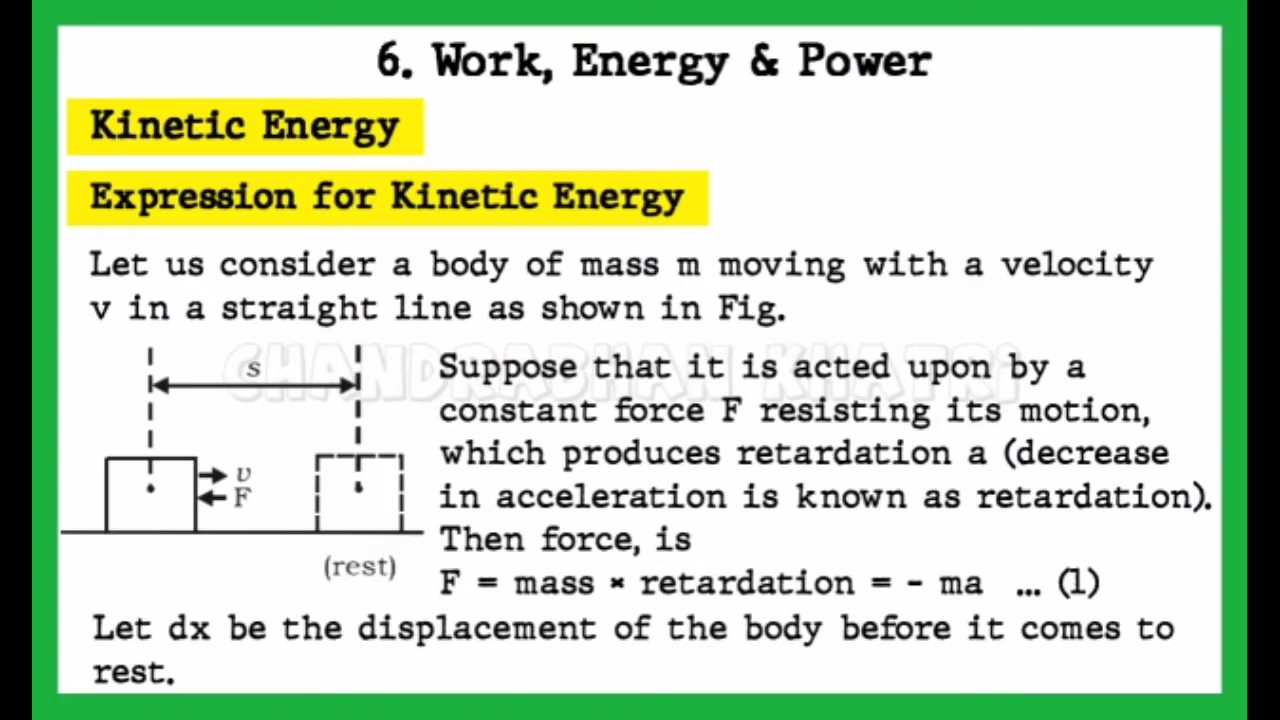 6. Work, Energy & Power
Kinetic Energy
Expression for Kinetic Energy
Let us consider a body of mass m moving with a velocity
v in a straight line as shown in Fig.
CHANDRABHAN KHATRI
s
v
F
(rest)
Suppose that it is acted upon by a
constant force F resisting its motion,
which produces retardation a (decrease
in acceleration is known as retardation).
Then force, is
F = mass × retardation = - ma ... (1)
Let dx be the displacement of the body before it comes to
rest.